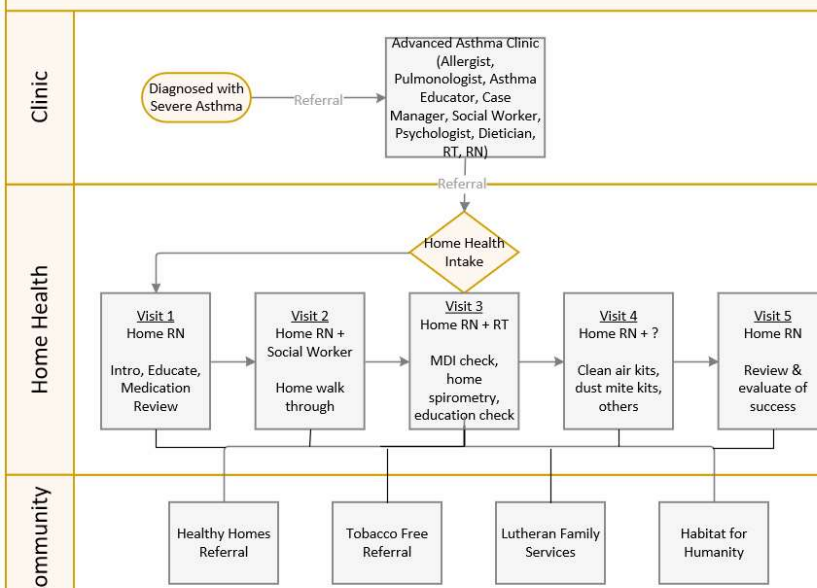 Clinic
Diagnosed with
Severe Asthma
Referral
Advanced Asthma Clinic
(Allergist,
Pulmonologist, Asthma
Educator, Case
Manager, Social Worker,
Psychologist, Dietician,
RT, RN)
Referral
Home Health
Home Health
Intake
Visit 1
Home RN
Intro, Educate,
Medication
Review
Visit 2
Home RN +
Social Worker
Home walk
through
Visit 3
Home RN + RT
MDI check,
home
spirometry,
education check
Visit 4
Home RN + ?
Clean air kits,
dust mite kits,
others
Visit 5
Home RN
Review &
evaluate of
success
ommunity
Healthy Homes
Referral
Tobacco Free
Referral
Lutheran Family
Services
Habitat for
Humanity